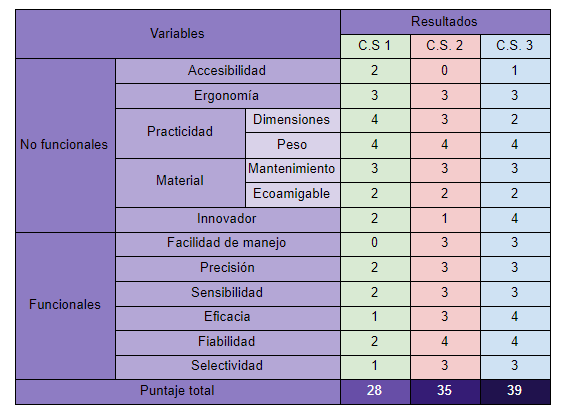 Variables Resultados
C.S 1 C.S. 2 C.S. 3
No funcionales Accesibilidad 2 0 1
Ergonomía 3 3 3
Practicidad Dimensiones 4 3 2
Peso 4 4 4
Material Mantenimiento 3 3 3
Ecoamigable 2 2 2
Innovador 2 1 4
Funcionales Facilidad de manejo 0 3 3
Precisión 2 3 3
Sensibilidad 2 3 3
Eficacia 1 3 4
Fiabilidad 2 4 4
Selectividad 1 3 3
Puntaje total 28 35 39